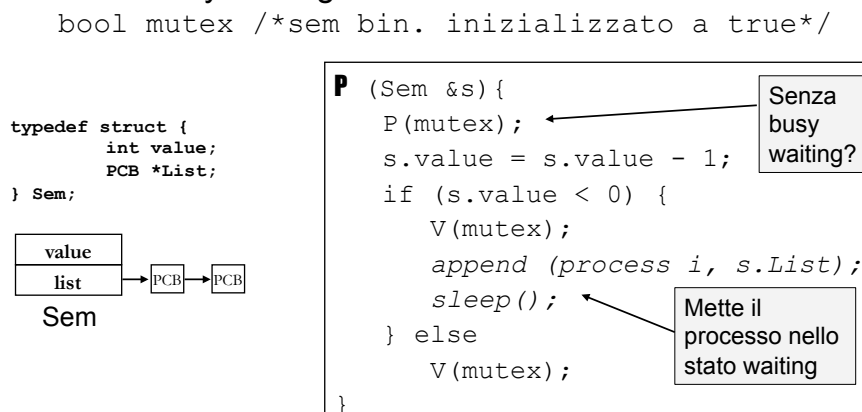 bool mutex /*sem bin. inizializzato a true*/
typedef struct {
int value;
PCB *List;
} Sem;
value
list
PCB
PCB
Sem
P (Sem &s){
P(mutex);
s.value = s.value - 1;
if (s.value < 0) {
V(mutex);
append (process i, s.List);
sleep();
} else
V(mutex);
}
Senza
busy
waiting?
Mette il
processo nello
stato waiting